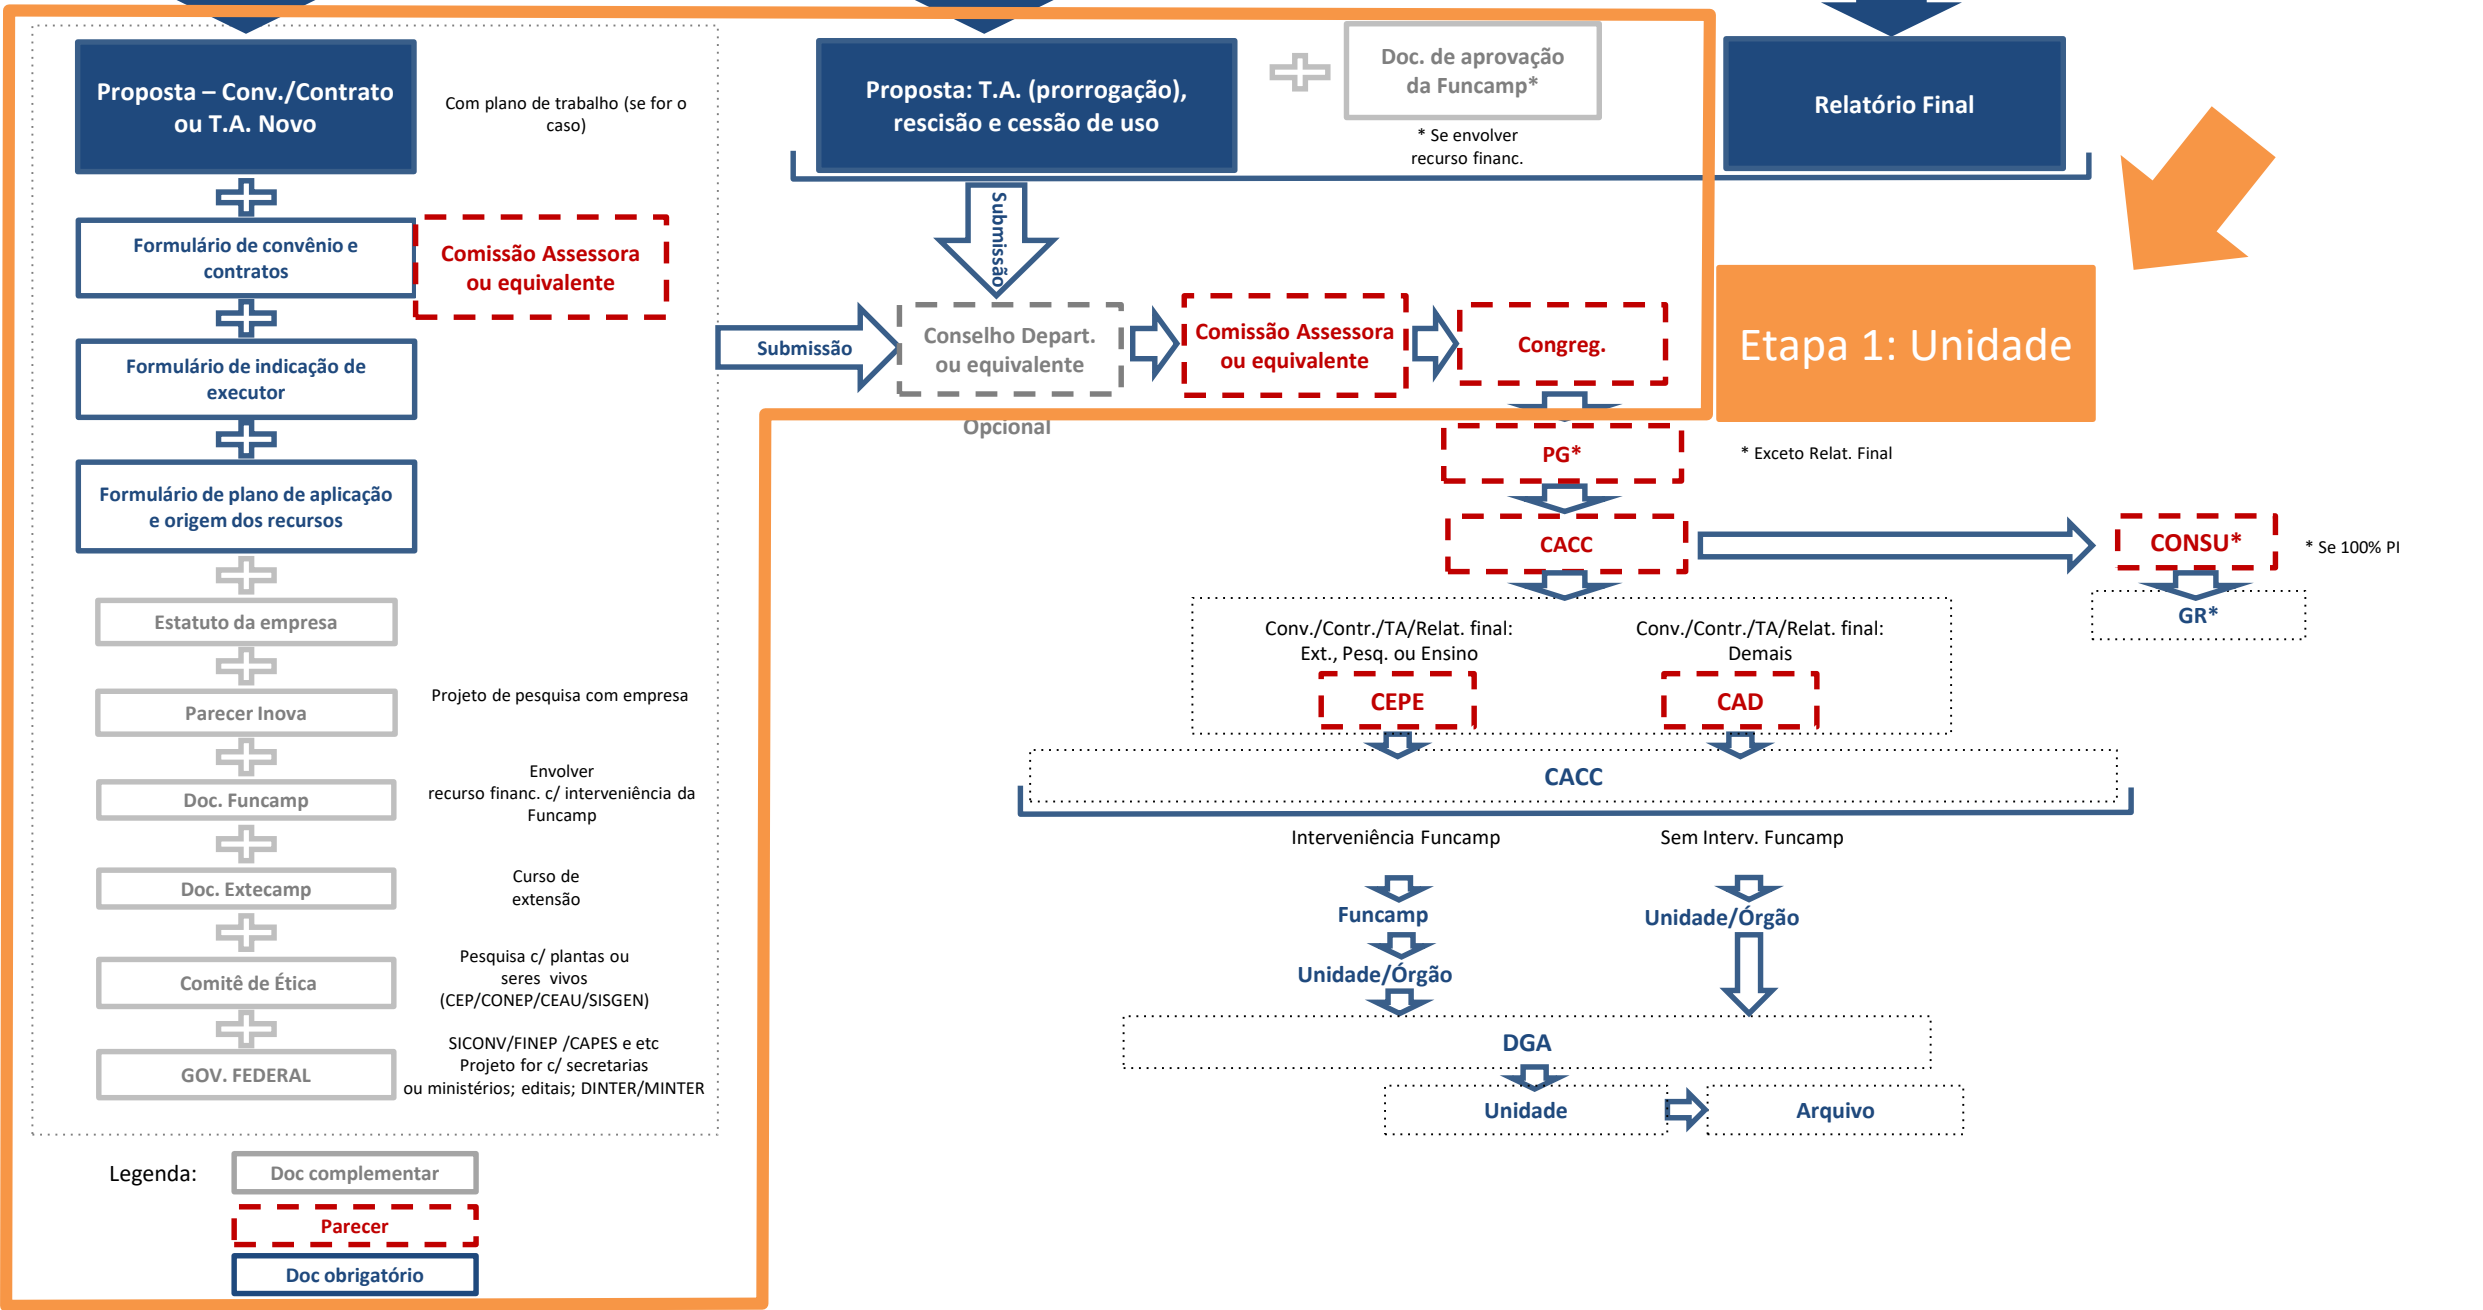 Proposta – Conv./Contrato
ou T.A. Novo
Com plano de trabalho (se for o
caso)
Formulário de convênio e
contratos
Comissão Assessora
ou equivalente
Formulário de indicação de
executor
Formulário de plano de aplicação
e origem dos recursos
Estatuto da empresa
Parecer Inova
Projeto de pesquisa com empresa
Doc. Funcamp
Envolver
recurso financ. c/ interveniência da
Funcamp
Doc. Extecamp
Curso de
extensão
Comitê de Ética
Pesquisa c/ plantas ou
seres vivos
(CEP/CONEP/CEAU/SISGEN)
GOV. FEDERAL
SICONV/FINEP /CAPES e etc
Projeto for c/ secretarias
ou ministérios; editais; DINTER/MINTER
Legenda:
Doc complementar
Parecer
Doc obrigatório
Proposta: T.A. (prorrogação),
rescisão e cessão de uso
Doc. de aprovação
da Funcamp*
* Se envolver
recurso financ.
Relatório Final
Submissão
Submissão
Conselho Depart.
ou equivalente
Opcional
Comissão Assessora
ou equivalente
Congreg.
Etapa 1: Unidade
PG*
* Exceto Relat. Final
CACC
CONSU*
* Se 100% PI
GR*
Conv./Contr./TA/Relat. final:
Ext., Pesq. ou Ensino
CEPE
Conv./Contr./TA/Relat. final:
Demais
CAD
CACC
Interveniência Funcamp
Sem Interv. Funcamp
Funcamp
Unidade/Órgão
Unidade/Órgão
DGA
Unidade
Arquivo